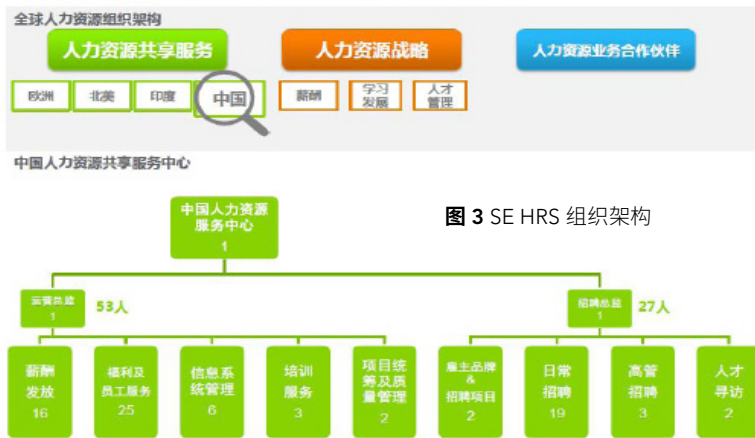 全球人力资源组织架构
人力资源共享服务
人力资源战略
人力资源业务合作伙伴
欧洲
北美
印度
中国
薪酬
学习
发展
人才
管理
中国人力资源共享服务中心
图 3 SE HRS 组织架构
中国人力资源
服务中心
1
运营总监
1
53人
招聘总监
1
27人
薪酬
发放
16
福利及
员工服务
25
信息系
统管理
6
培训
服务
3
项目统
筹及质
量管理
2
雇主品牌
&
招聘项目
2
日常
招聘
19
高管
招聘
3
人才
寻访
2